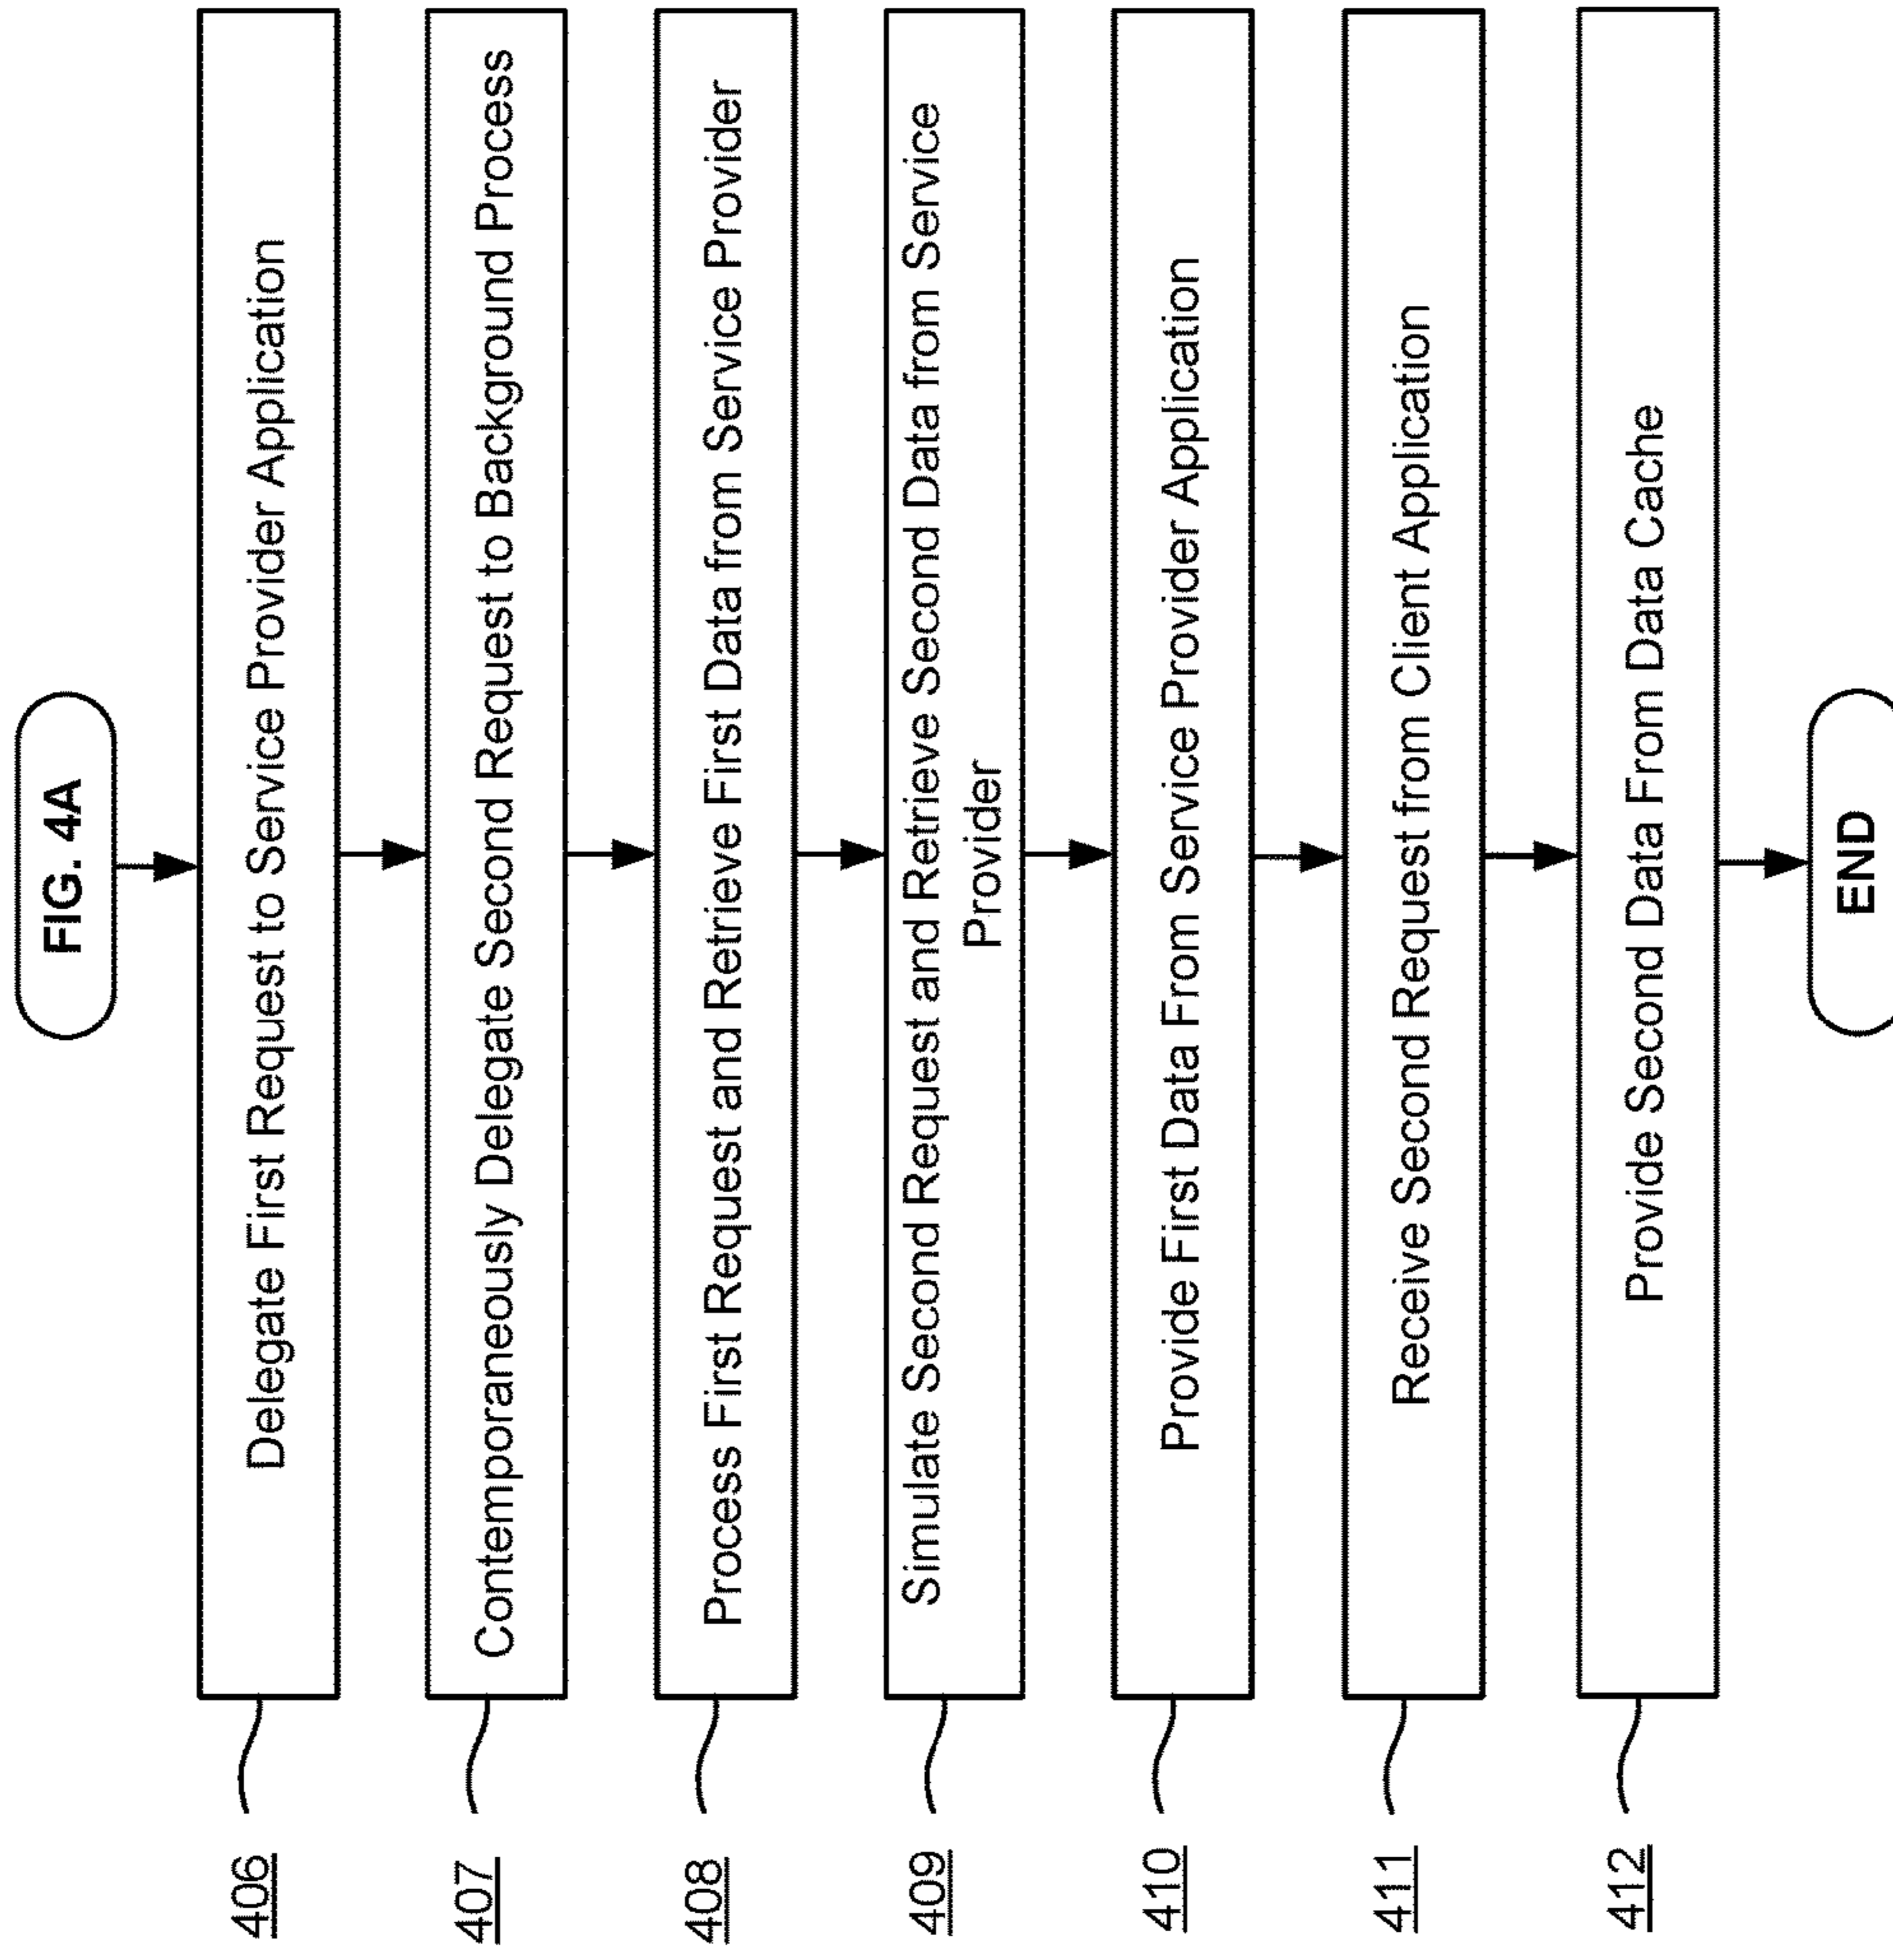 FIG. 4A
406
Delegate First Request to Service Provider Application
407
Contemporaneously Delegate Second Request to Background Process
408
Process First Request and Retrieve First Data from Service Provider
409
Simulate Second Request and Retrieve Second Data from Service
Provider
410
Provide First Data From Service Provider Application
411
Receive Second Request from Client Application
412
Provide Second Data From Data Cache
END